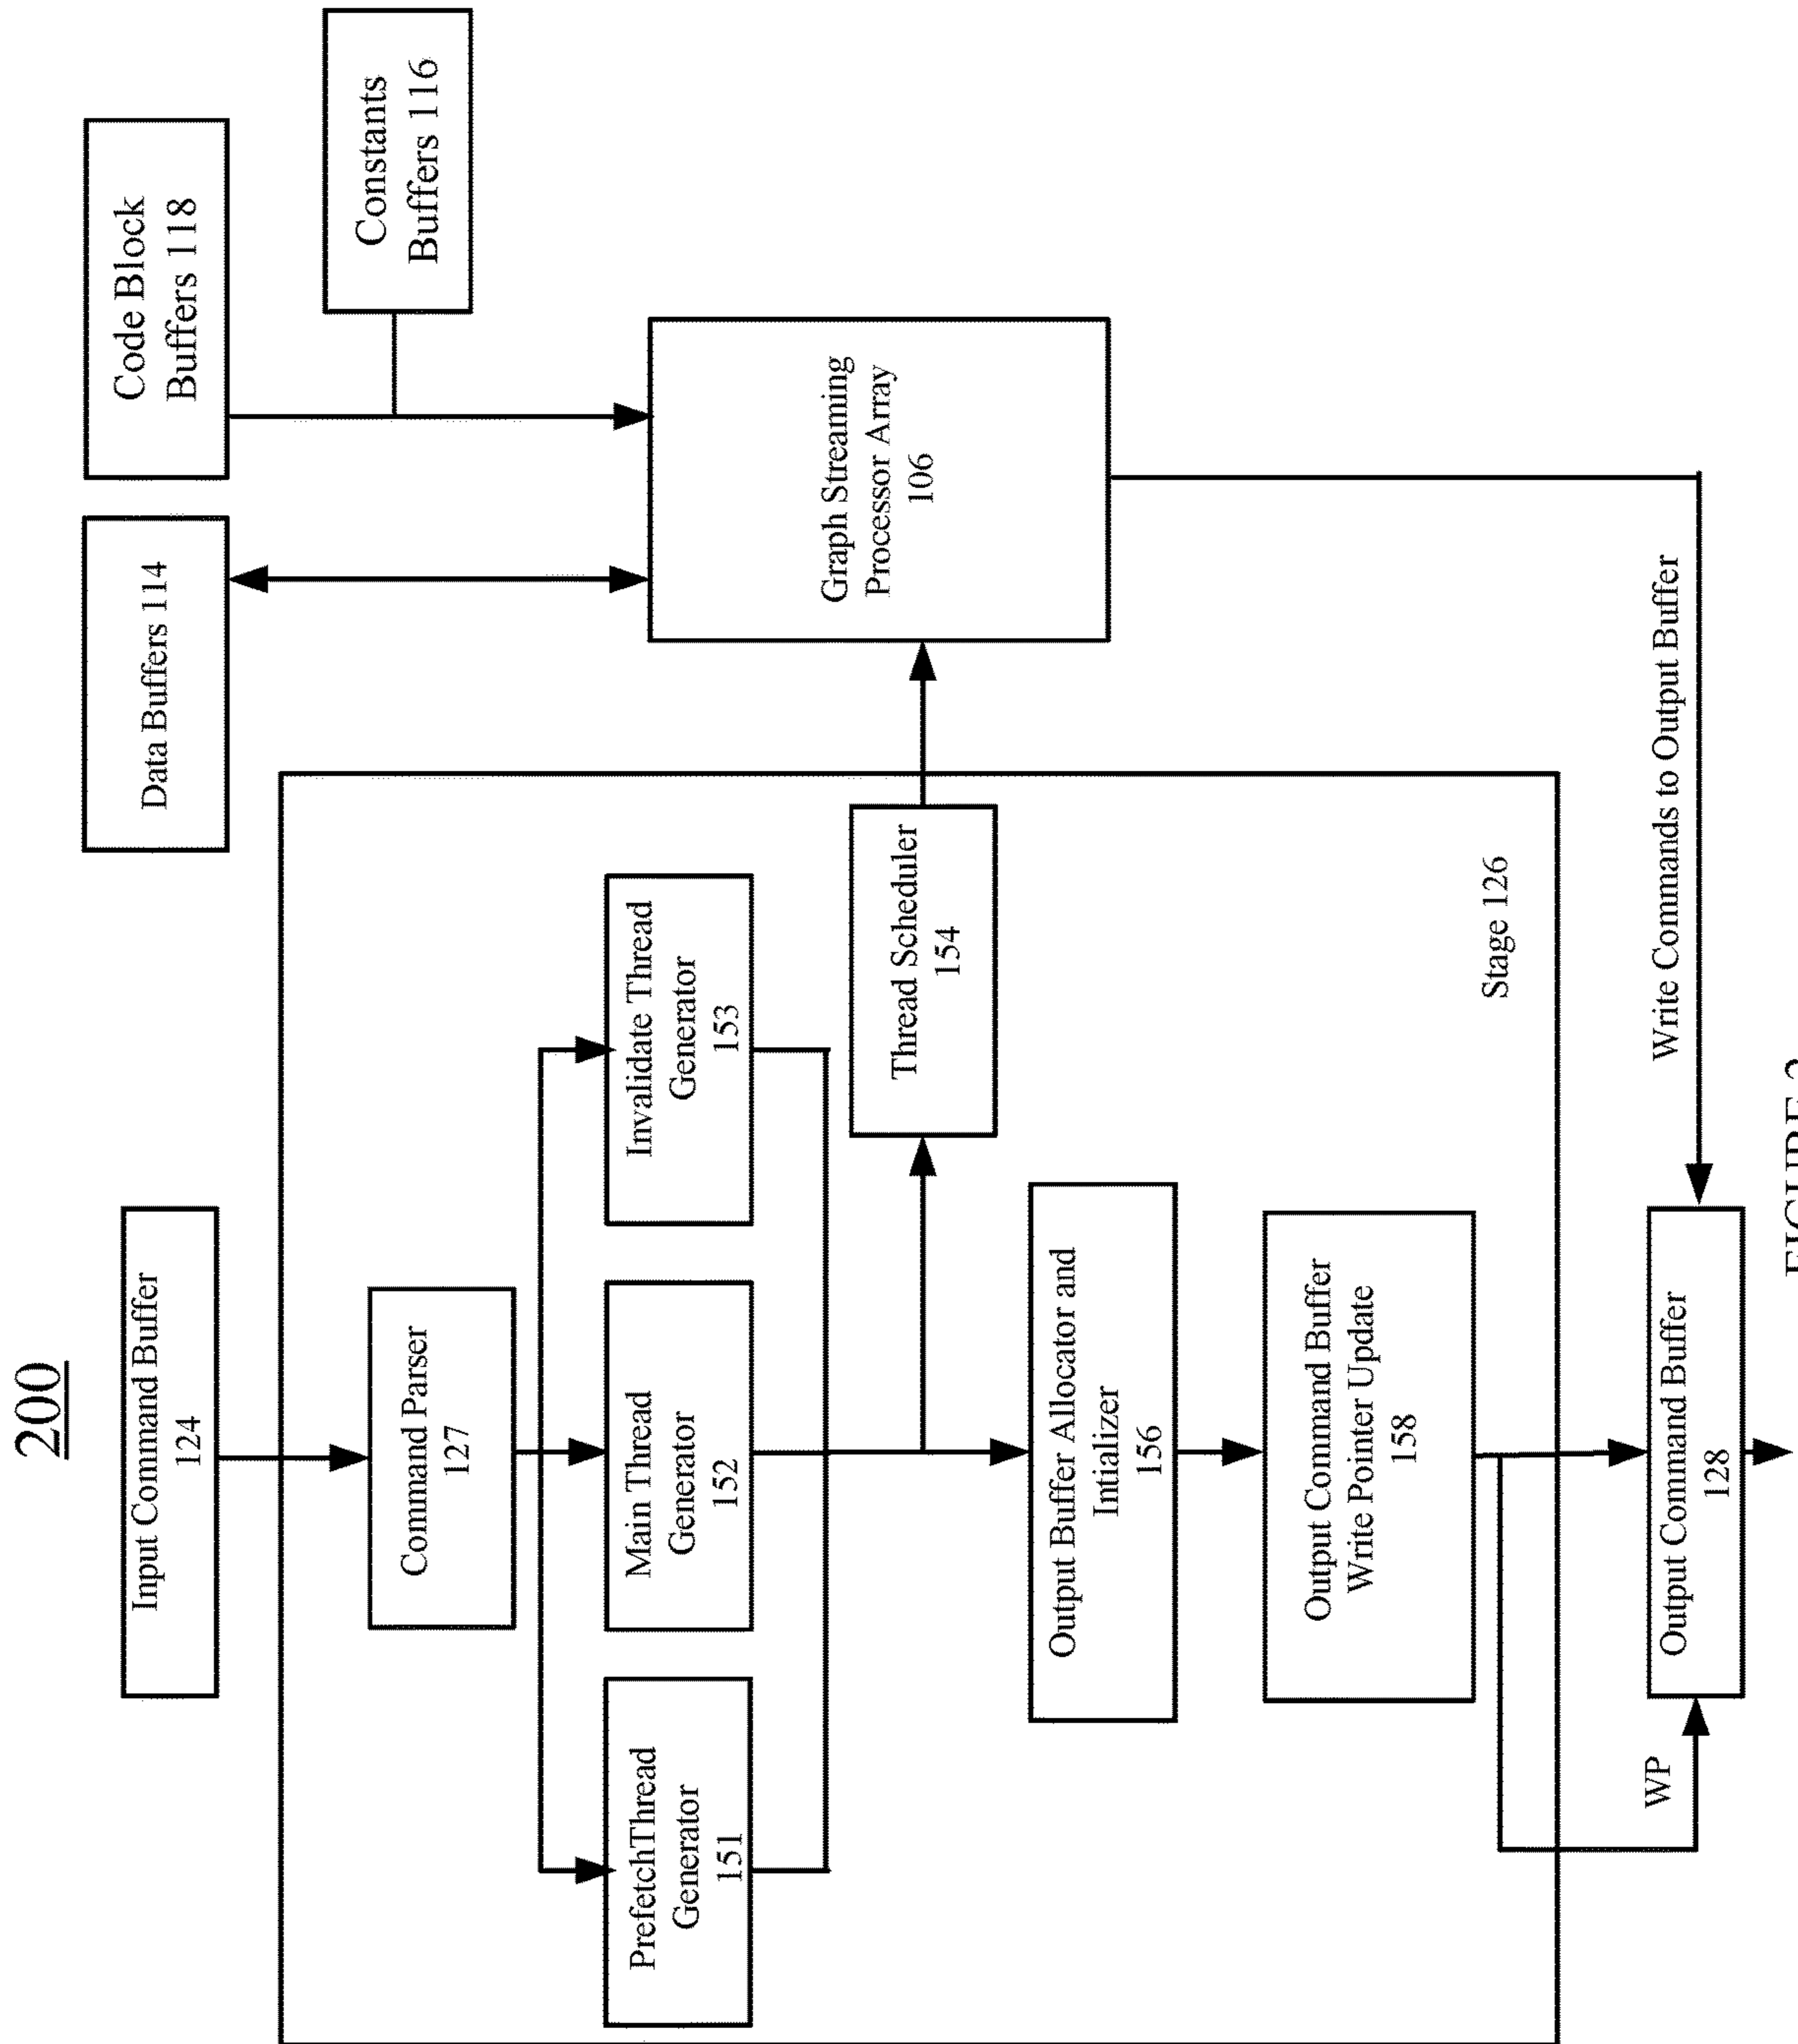 200
Input Command Buffer
124
Data Buffers 114
Code Block
Buffers 118
Constants
Buffers 116
Command Parser
127
PrefetchThread
Generator
151
Main Thread
Generator
152
Invalidate Thread
Generator
153
Thread Scheduler
154
Graph Streaming
Processor Array
106
Output Buffer Allocator and
Intializer
156
Output Command Buffer
Write Pointer Update
158
Stage 126
WP
Output Command Buffer
128
Write Commands to Output Buffer
FIGURE 2